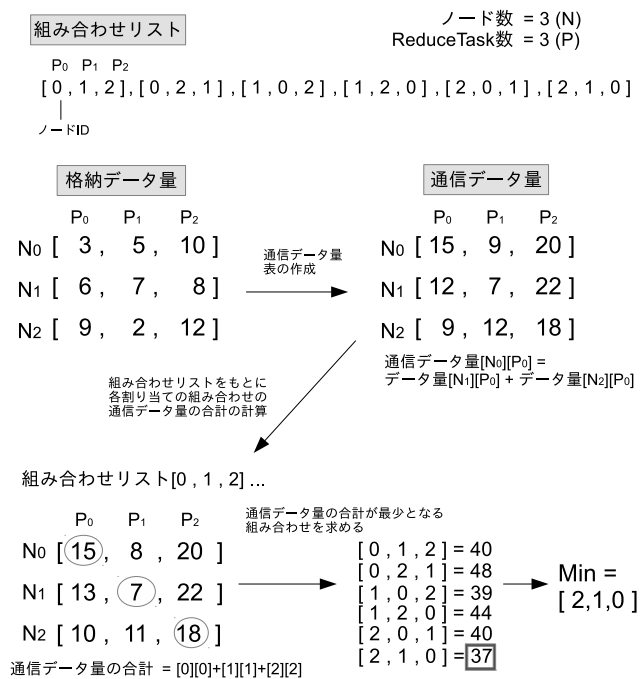 組み合わせリスト
ノード数 = 3 (N)
ReduceTask数 = 3 (P)
P0 P1 P2
[ 0 , 1 , 2 ] , [ 0 , 2 , 1 ] , [ 1 , 0 , 2 ] , [ 1 , 2 , 0 ] , [ 2 , 0 , 1 ] , [ 2 , 1 , 0 ]
ノードID
格納データ量
P0 P1 P2
N0 [ 3 , 5 , 10 ]
N1 [ 6 , 7 , 8 ]
N2 [ 9 , 2 , 12 ]
通信データ量
表の作成
通信データ量
P0 P1 P2
N0 [ 15 , 9 , 20 ]
N1 [ 12 , 7 , 22 ]
N2 [ 9 , 12, 18 ]
通信データ量[N0][P0] =
データ量[N1][P0] + データ量[N2][P0]
組み合わせリストをもとに
各割り当ての組み合わせの
通信データ量の合計の計算
組み合わせリスト[0 , 1 , 2] ...
P0 P1 P2
N0 [ 15 , 8 , 20 ]
N1 [ 13 , 7 , 22 ]
N2 [ 10 , 11 , 18 ]
通信データ量の合計 = [0][0]+[1][1]+[2][2]
通信データ量の合計が最少となる
組み合わせを求める
[ 0 , 1 , 2 ] = 40
[ 0 , 2 , 1 ] = 48
[ 1 , 0 , 2 ] = 39
[ 1 , 2 , 0 ] = 44
[ 2 , 0 , 1 ] = 40
[ 2 , 1 , 0 ] = 37
Min =
[ 2,1,0 ]